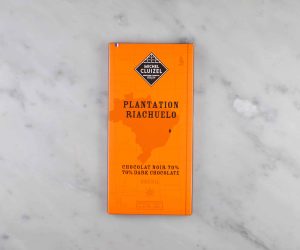 MICHEL
CLUIZEL
PLANTATION
RIACHUELO
CHOCOLAT NOIR 70%
70% DARK CHOCOLATE